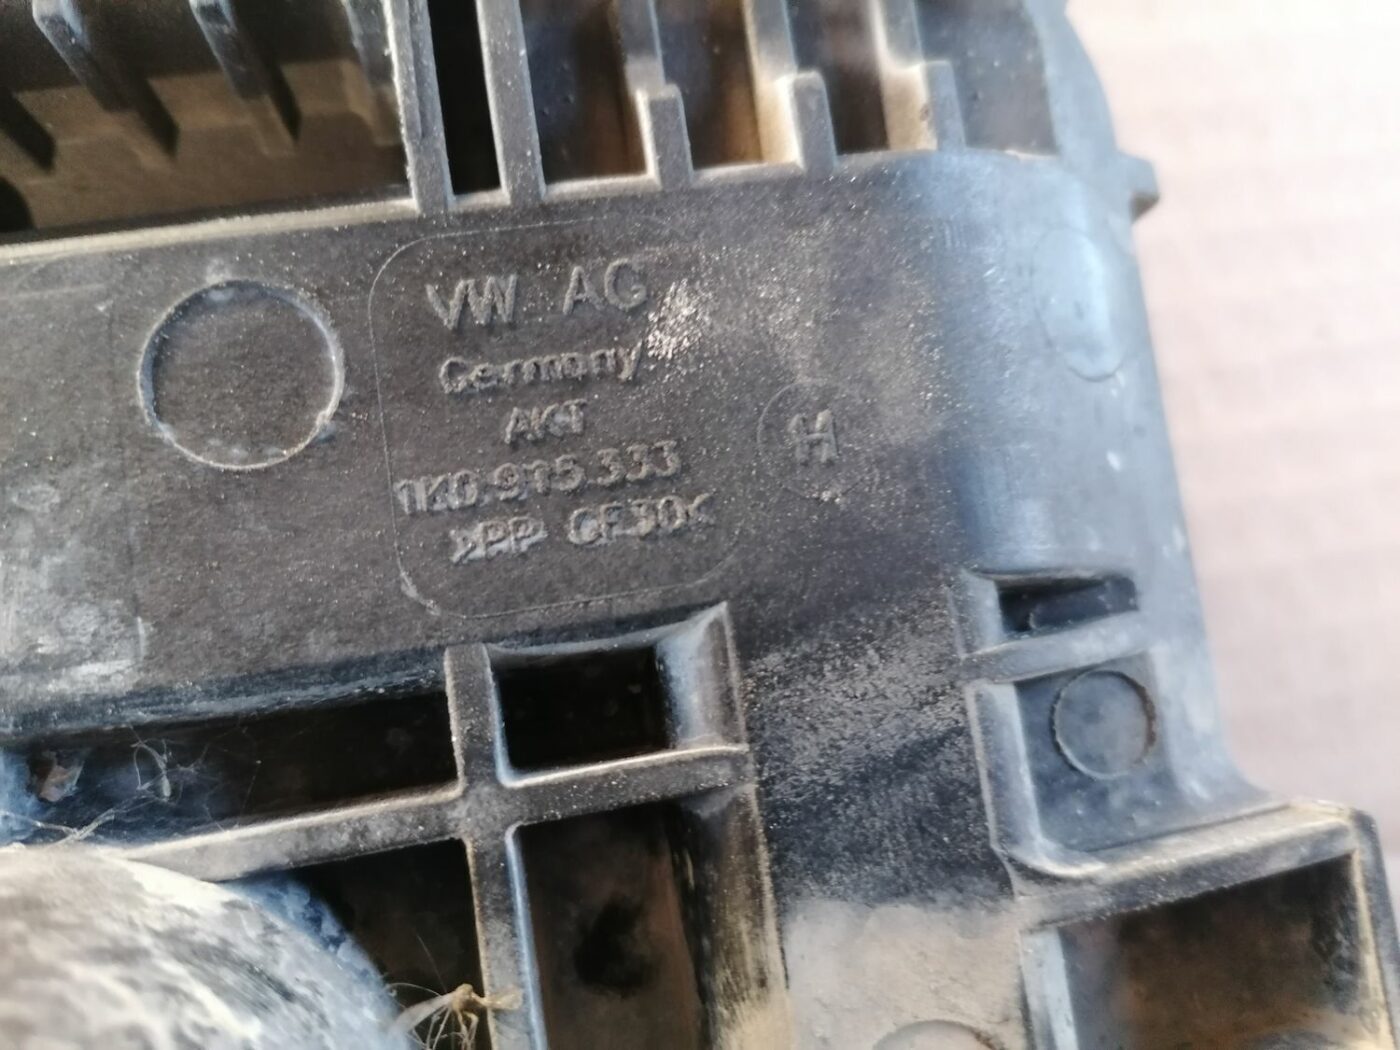 VW AG
Germany
AKT
1K0.915.333
>PP GF30<
H